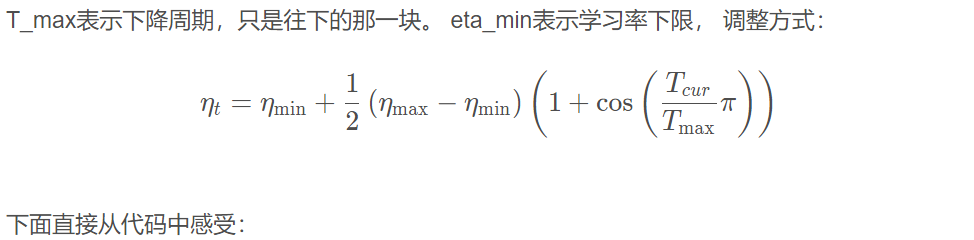 T_max表示下降周期，只是往下的那一块。 eta_min表示学习率下限， 调整方式：
η_t = η_min + 1/2 (η_max − η_min) (1 + cos (T_cur/T_max π))
下面直接从代码中感受：